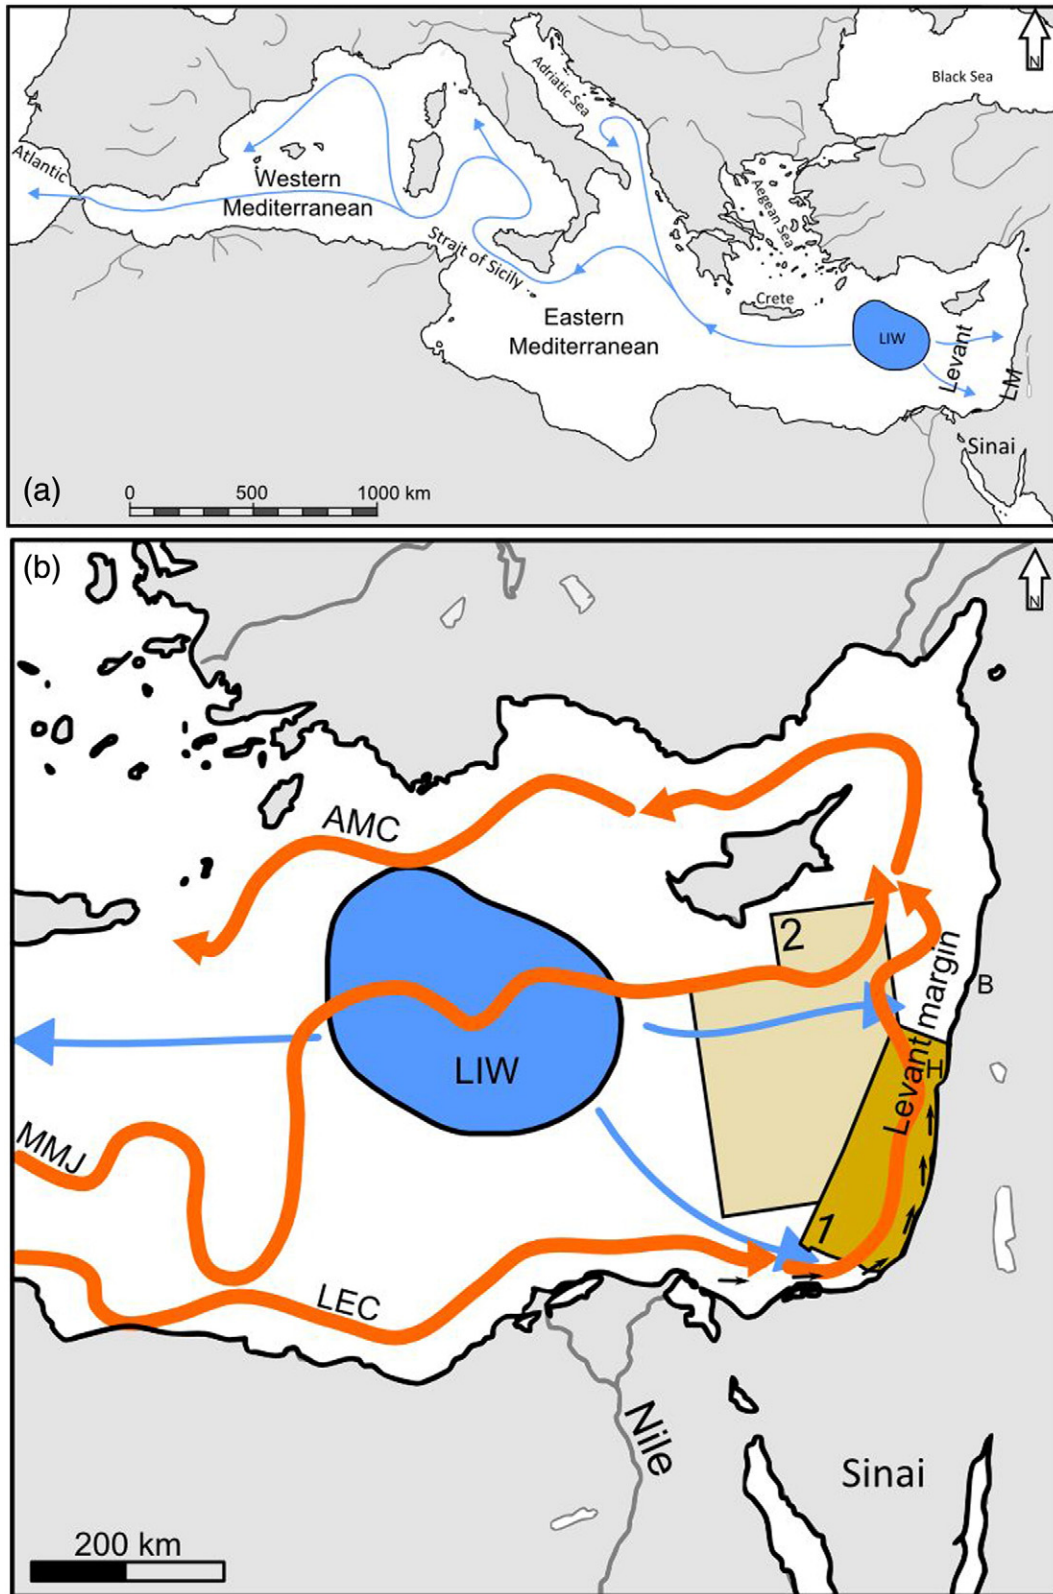 N
Black Sea
Adriatic Sea
Atlantic
Western
Mediterranean
Aegean Sea
Strait of Sicily
Crete
Eastern
Mediterranean
LIW
Levant
LM
Sinai
(a)
0 500 1000 km
(b)
N
AMC
2
Levant margin
B
LIW
H
MMJ
1
LEC
Nile
Sinai
200 km